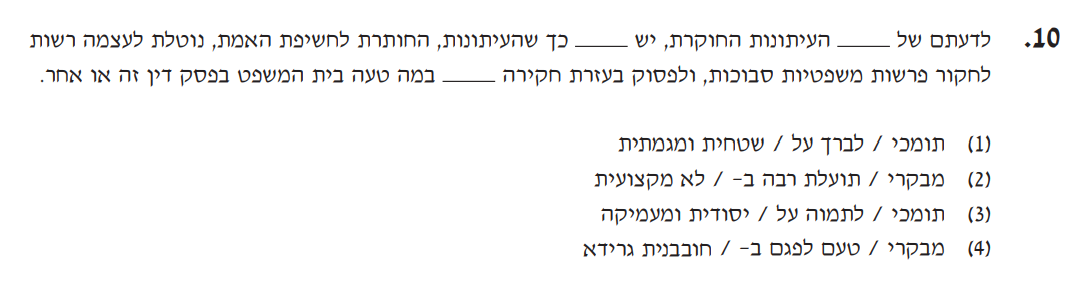 10. לדעתם של _____ העיתונות החוקרת, יש _____ כך שהעיתונות, החותרת לחשיפת האמת, נוטלת לעצמה רשות
לחקור פרשות משפטיות סבוכות, ולפסוק בעזרת חקירה _____ במה טעה בית המשפט בפסק דין זה או אחר.
(1) תומכי / לברך על / שטחית ומגמתית
(2) מבקרי / תועלת רבה ב- / לא מקצועית
(3) תומכי / לתמוה על / יסודית ומעמיקה
(4) מבקרי / טעם לפגם ב- / חובבנית גרידא